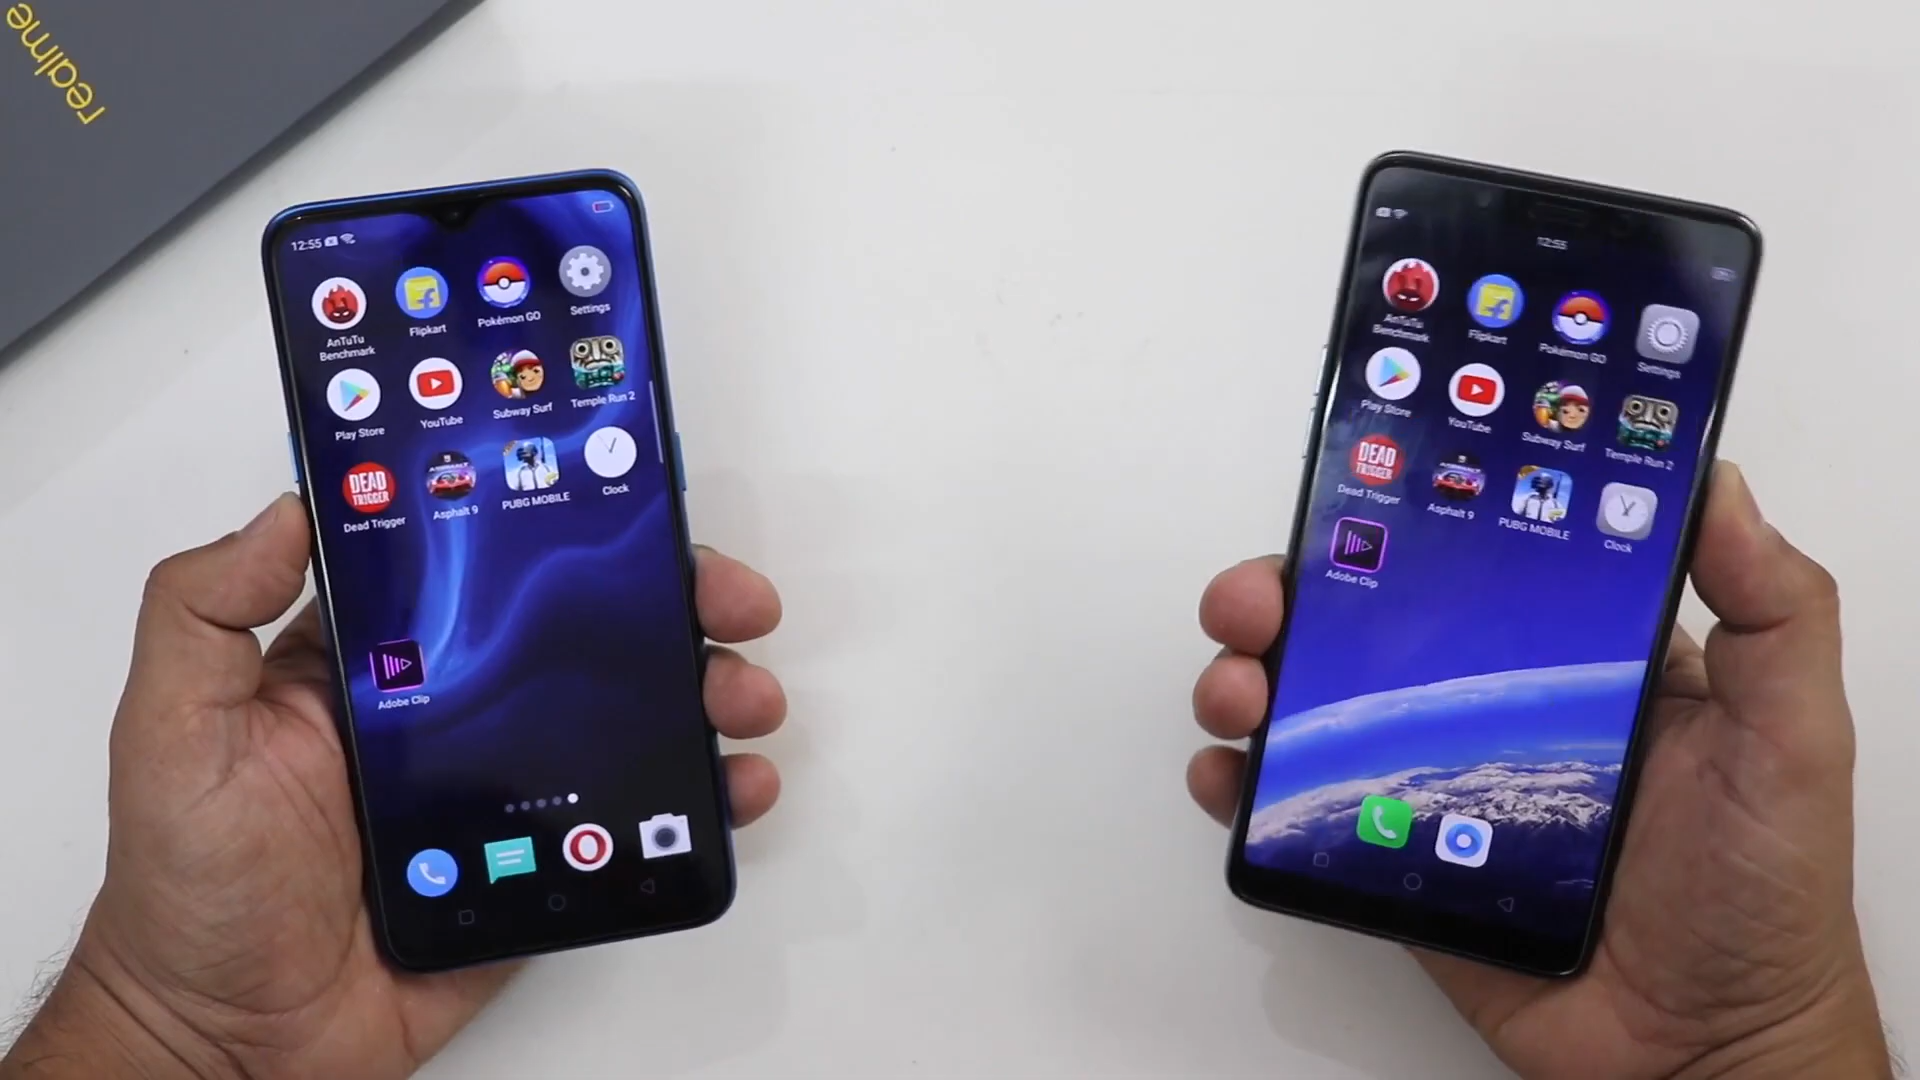 realme
12:55
AnTuTu
Benchmark
Flipkart
Pokémon GO
Settings
Play Store
YouTube
Subway Surf
Temple Run 2
DEAD
TRIGGER
Dead Trigger
ASPHALT
Asphalt 9
PUBG MOBILE
Clock
Adobe Clip
12:55
AnTuTu
Benchmark
Flipkart
Pokémon GO
Settings
Play Store
YouTube
Subway Surf
Temple Run 2
DEAD
TRIGGER
Dead Trigger
Asphalt 9
PUBG MOBILE
Clock
Adobe Clip